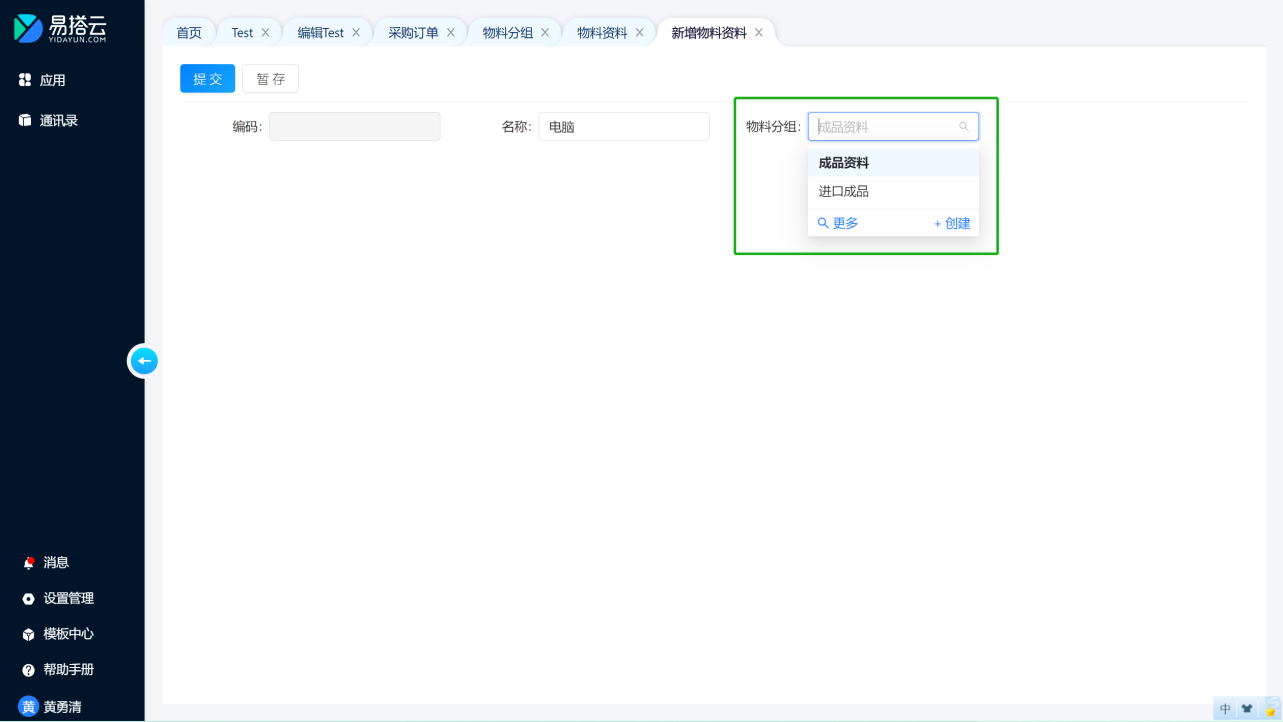 易搭云
YIDAYUN.COM
应用
通讯录
消息
设置管理
模板中心
帮助手册
黄 黄勇清
首页 Test 编辑Test 采购订单 物料分组 物料资料 新增物料资料
提交 暂存
编码: 名称: 电脑 物料分组: 成品资料
成品资料
进口成品
更多 + 创建
中